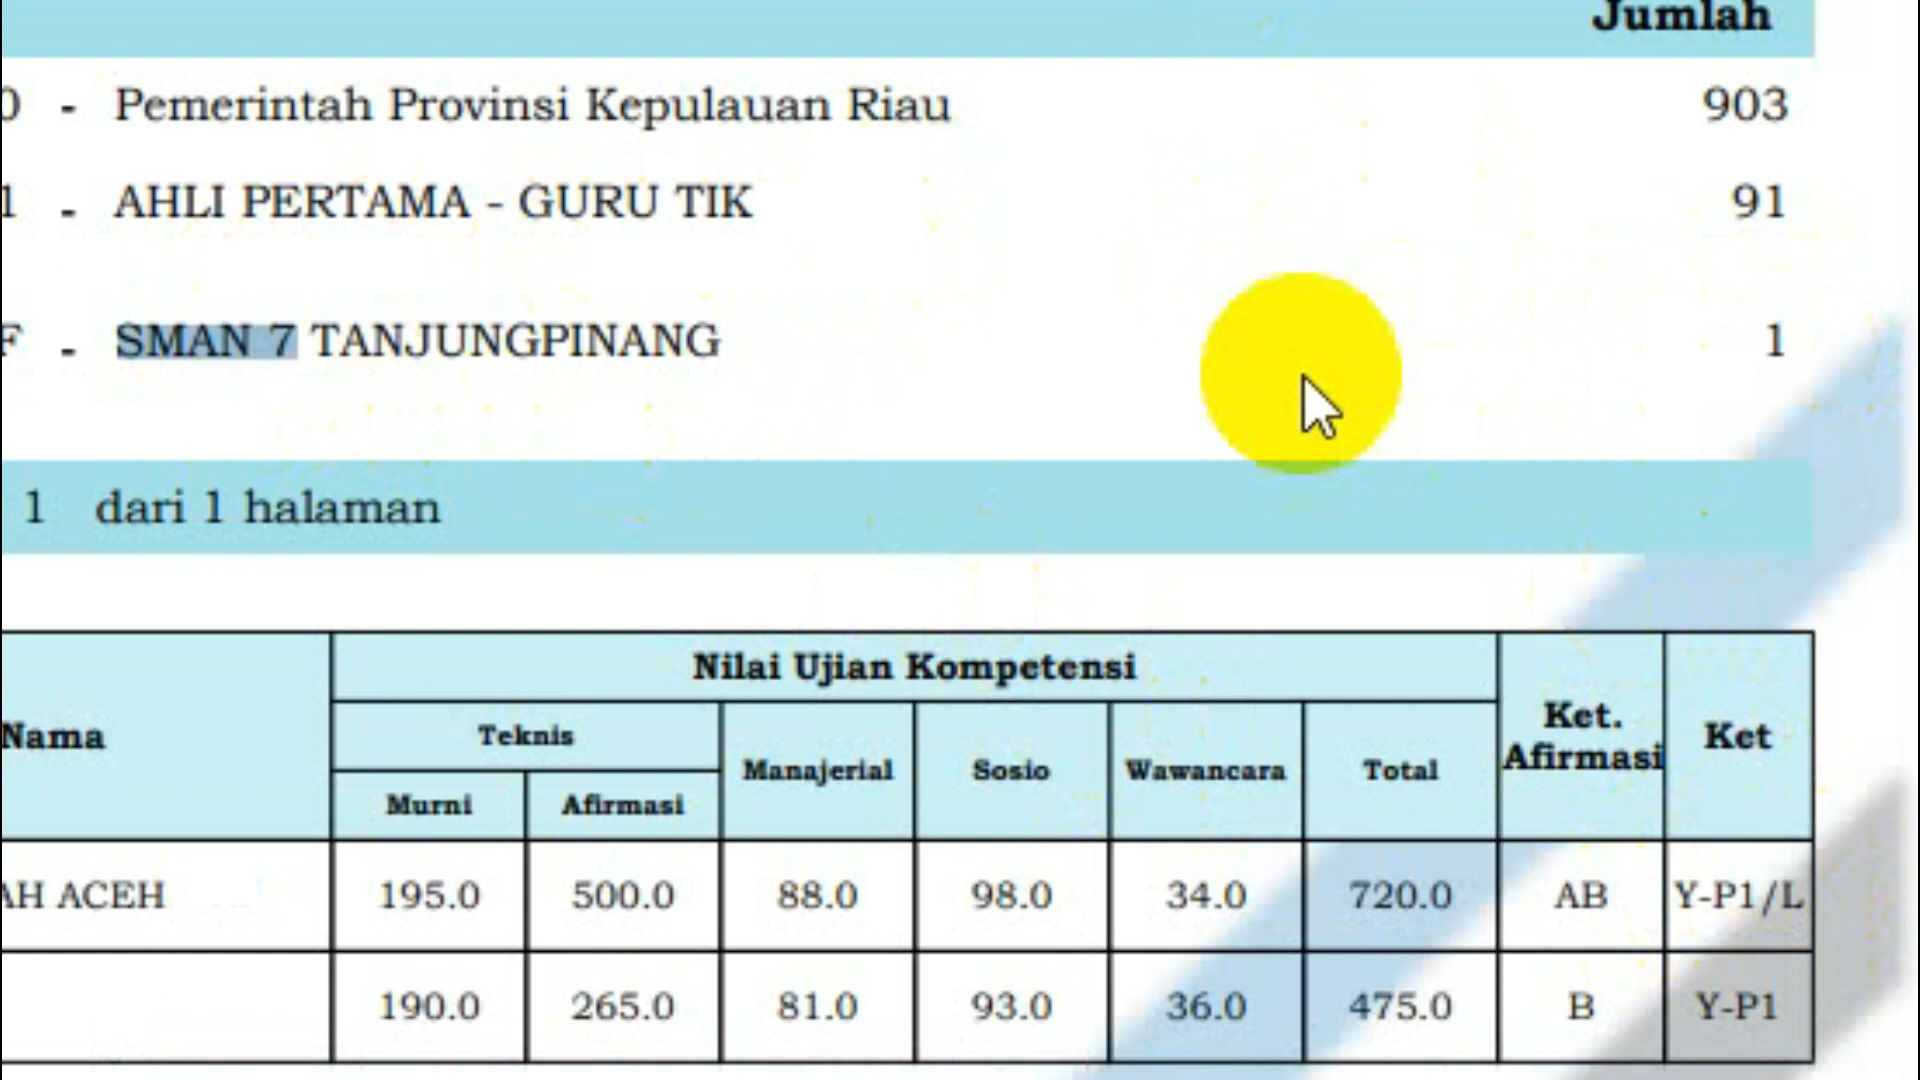 Jumlah
0 - Pemerintah Provinsi Kepulauan Riau 903
1 - AHLI PERTAMA - GURU TIK 91
F - SMAN 7 TANJUNGPINANG 1
1 dari 1 halaman
Nama Nilai Ujian Kompetensi Ket. Afirmasi Ket
Teknis Manajerial Sosio Wawancara Total
Murni Afirmasi
AH ACEH 195.0 500.0 88.0 98.0 34.0 720.0 AB Y-P1/L
190.0 265.0 81.0 93.0 36.0 475.0 B Y-P1